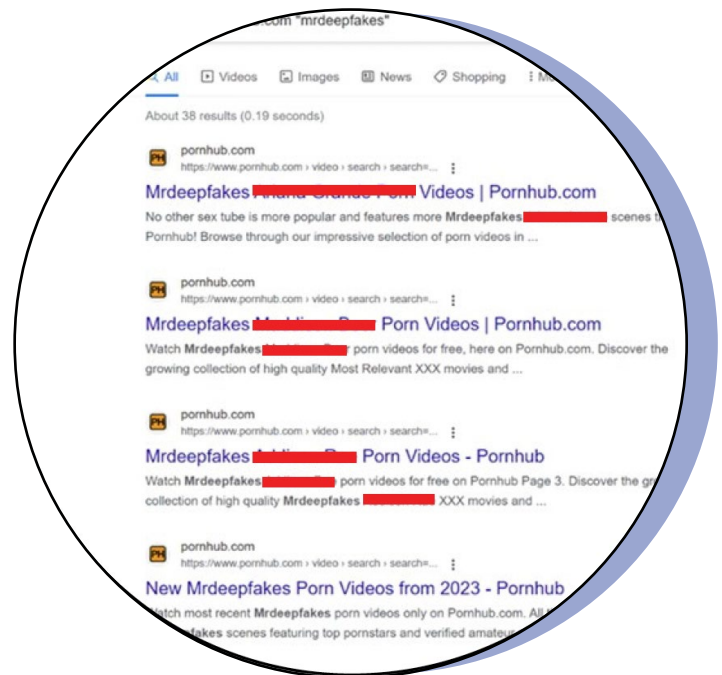 .com "mrdeepfakes"
All Videos Images News Shopping
About 38 results (0.19 seconds)
PH pornhub.com
https://www.pornhub.com › video › search › search=...
Mrdeepfakes Videos | Pornhub.com
No other sex tube is more popular and features more Mrdeepfakes scenes
Pornhub! Browse through our impressive selection of porn videos in ...
PH pornhub.com
https://www.pornhub.com › video › search › search=...
Mrdeepfakes Porn Videos | Pornhub.com
Watch Mrdeepfakes porn videos for free, here on Pornhub.com. Discover the
growing collection of high quality Most Relevant XXX movies and ...
PH pornhub.com
https://www.pornhub.com › video › search › search=...
Mrdeepfakes Porn Videos - Pornhub
Watch Mrdeepfakes porn videos for free on Pornhub Page 3. Discover the
collection of high quality Mrdeepfakes XXX movies and ...
PH pornhub.com
https://www.pornhub.com › video › search › search=...
New Mrdeepfakes Porn Videos from 2023 - Pornhub
most recent Mrdeepfakes porn videos only on Pornhub.com. All
scenes featuring top pornstars and verified